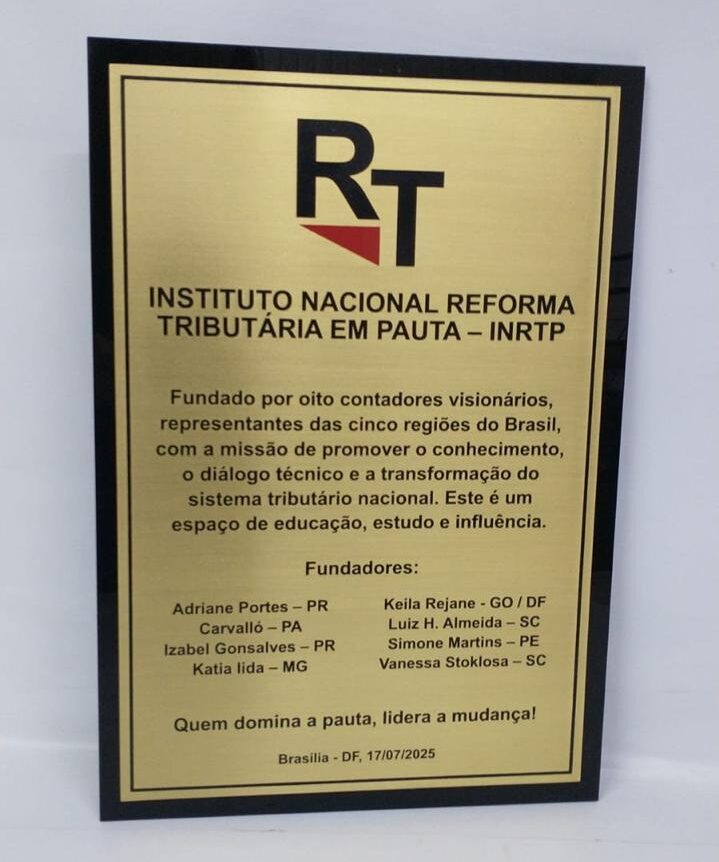 RT
INSTITUTO NACIONAL REFORMA
TRIBUTÁRIA EM PAUTA – INRTP
Fundado por oito contadores visionários,
representantes das cinco regiões do Brasil,
com a missão de promover o conhecimento,
o diálogo técnico e a transformação do
sistema tributário nacional. Este é um
espaço de educação, estudo e influência.
Fundadores:
Adriane Portes – PR
Carvalló – PA
Izabel Gonsalves – PR
Katia Iida – MG
Keila Rejane - GO / DF
Luiz H. Almeida – SC
Simone Martins – PE
Vanessa Stoklosa – SC
Quem domina a pauta, lidera a mudança!
Brasília - DF, 17/07/2025